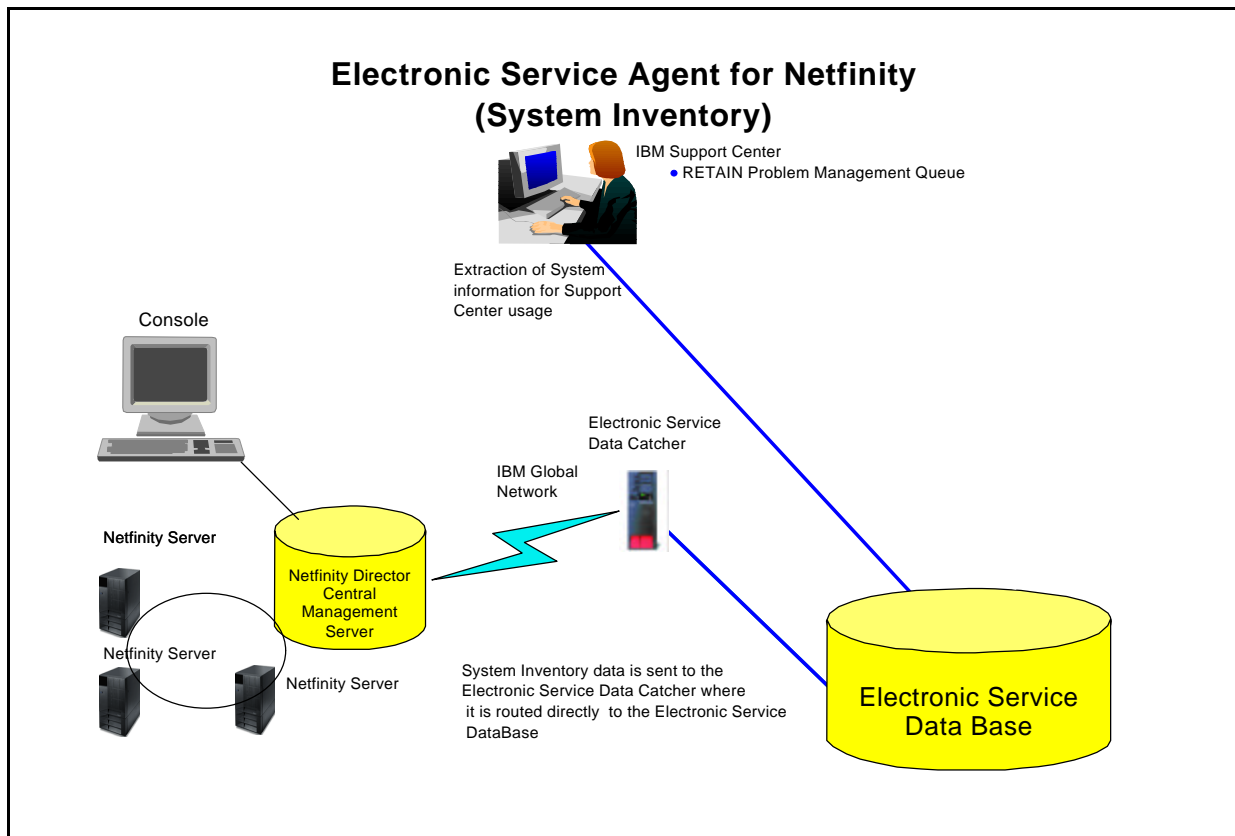 Electronic Service Agent for Netfinity
(System Inventory)
IBM Support Center
• RETAIN Problem Management Queue
Extraction of System
information for Support
Center usage
Console
Electronic Service
Data Catcher
IBM Global
Network
Netfinity Server
Netfinity Director
Central
Management
Server
Netfinity Server
Netfinity Server
System Inventory data is sent to the
Electronic Service Data Catcher where
it is routed directly to the Electronic Service
DataBase
Electronic Service
Data Base